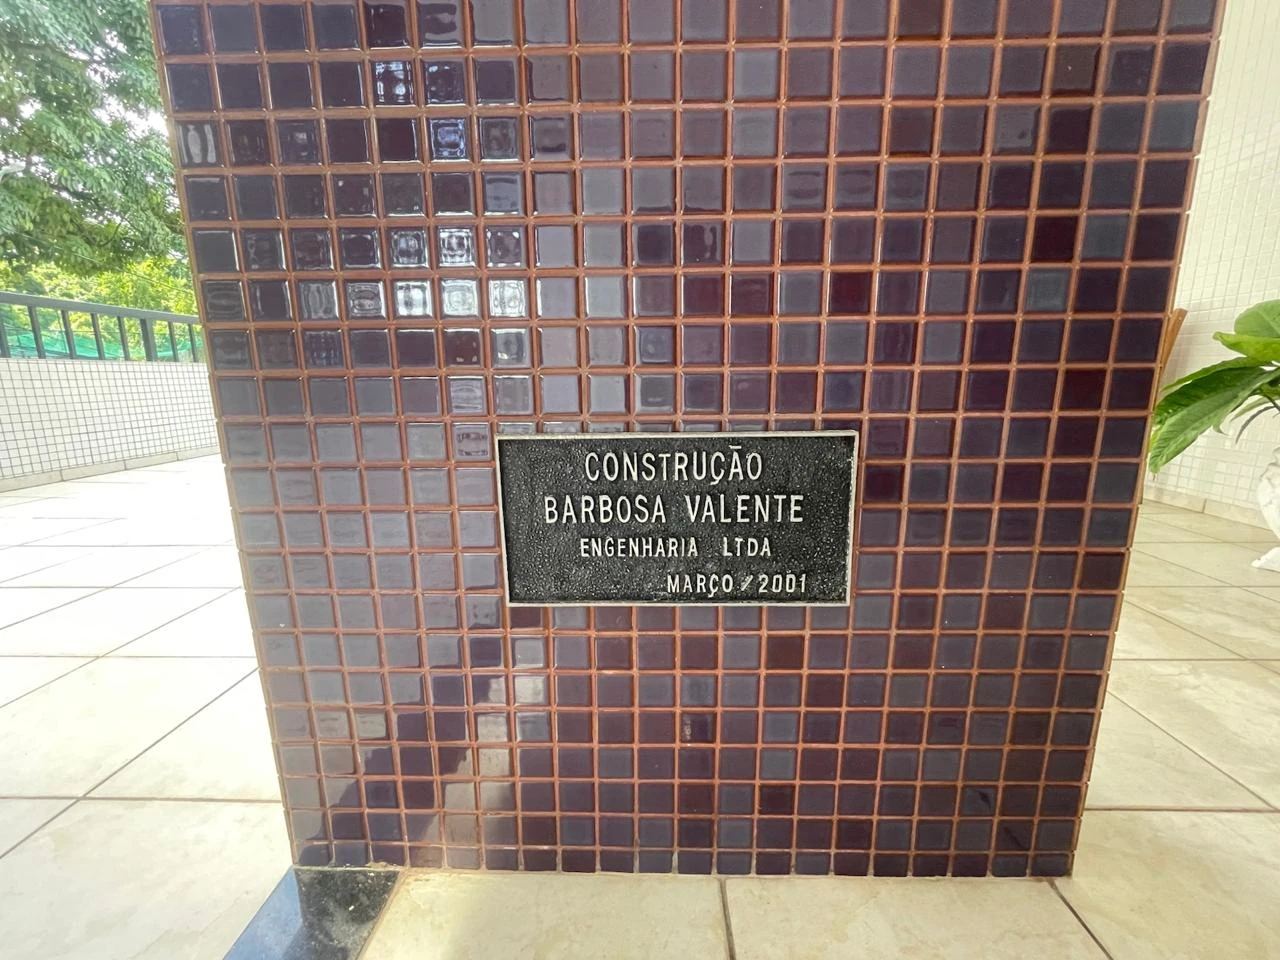 CONSTRUÇÃO
BARBOSA VALENTE
ENGENHARIA LTDA
MARÇO/2001